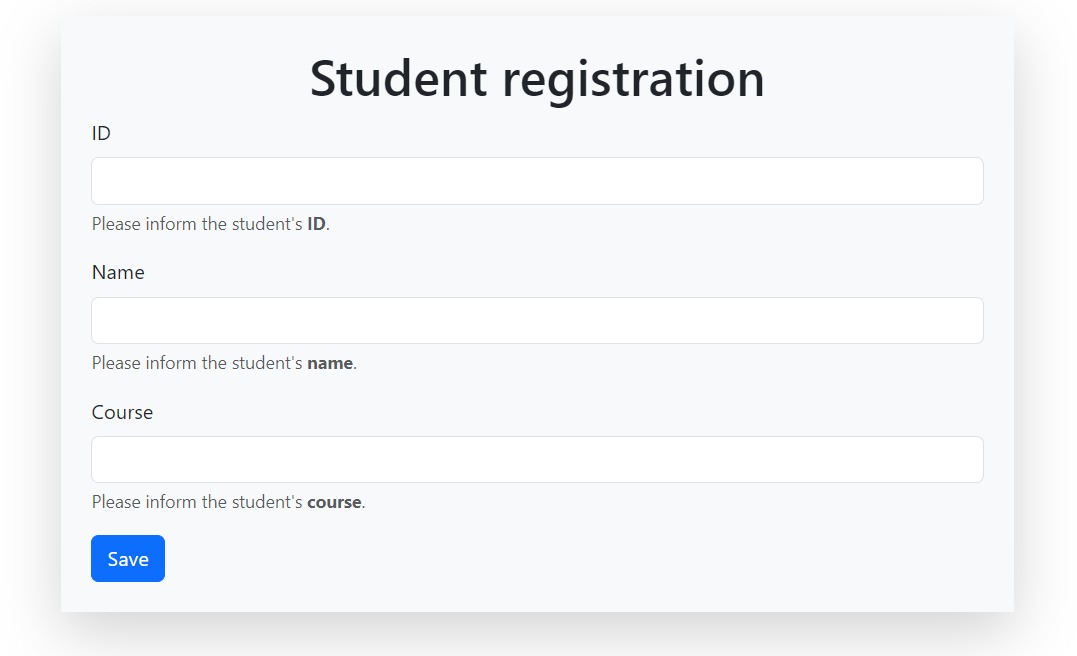 Student registration
ID
Please inform the student's ID.
Name
Please inform the student's name.
Course
Please inform the student's course.
Save